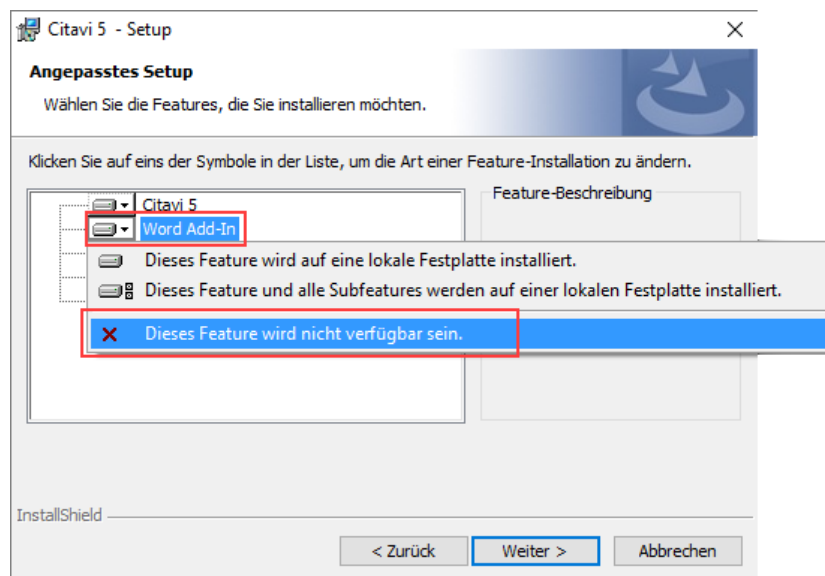 Citavi 5 - Setup
Angepasstes Setup
Wählen Sie die Features, die Sie installieren möchten.
Klicken Sie auf eins der Symbole in der Liste, um die Art einer Feature-Installation zu ändern.
Citavi 5
Feature-Beschreibung
Word Add-In
Dieses Feature wird auf eine lokale Festplatte installiert.
Dieses Feature und alle Subfeatures werden auf einer lokalen Festplatte installiert.
Dieses Feature wird nicht verfügbar sein.
InstallShield
< Zurück
Weiter >
Abbrechen